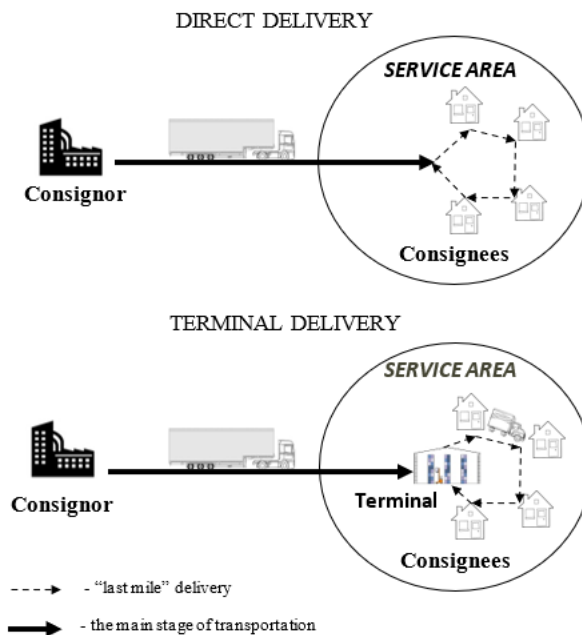 DIRECT DELIVERY
SERVICE AREA
Consignor
Consignees
TERMINAL DELIVERY
SERVICE AREA
Consignor
Terminal
Consignees
- “last mile” delivery
- the main stage of transportation